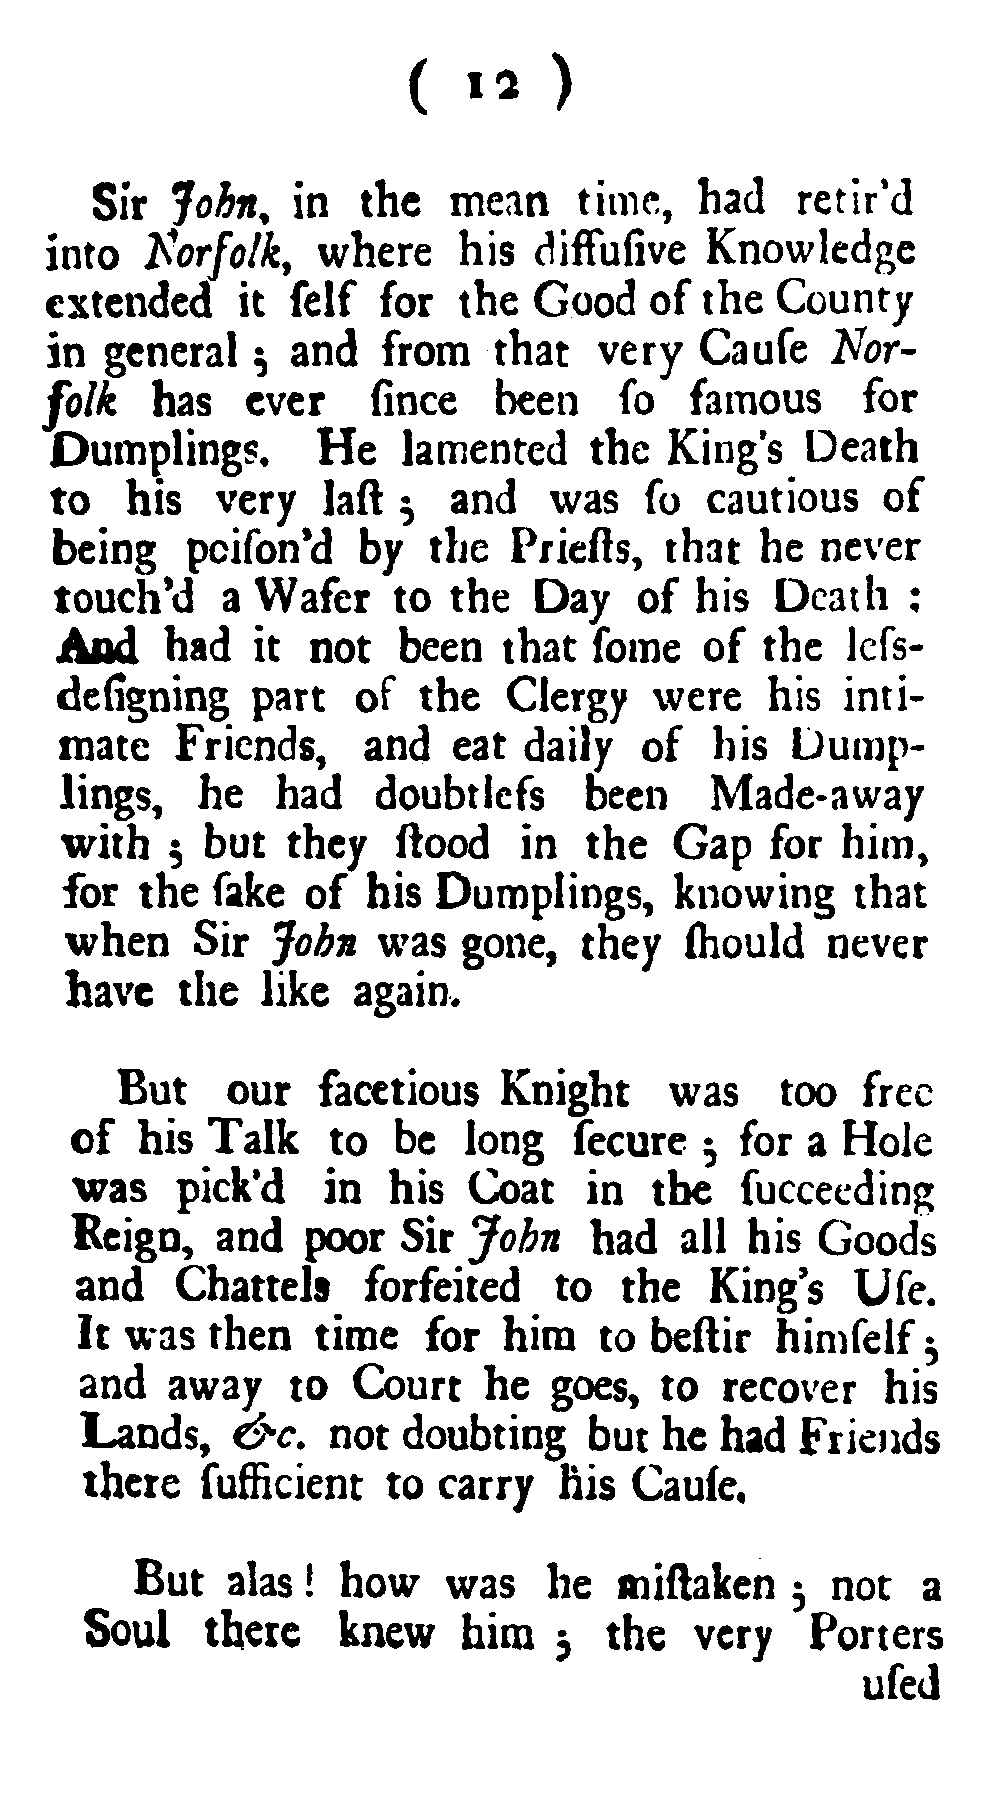 ( 12 )
Sir John, in the mean time, had retir'd
into Norfolk, where his diffuſive Knowledge
extended it ſelf for the Good of the County
in general ; and from that very Cauſe Nor-
folk has ever ſince been ſo famous for
Dumplings. He lamented the King's Death
to his very laſt ; and was ſo cautious of
being poiſon'd by the Prieſts, that he never
touch'd a Wafer to the Day of his Death :
And had it not been that ſome of the leſs-
deſigning part of the Clergy were his inti-
mate Friends, and eat daily of his Dump-
lings, he had doubtleſs been Made-away
with ; but they ſtood in the Gap for him,
for the ſake of his Dumplings, knowing that
when Sir John was gone, they ſhould never
have the like again.
But our facetious Knight was too free
of his Talk to be long ſecure ; for a Hole
was pick'd in his Coat in the ſucceeding
Reign, and poor Sir John had all his Goods
and Chattels forfeited to the King's Uſe.
It was then time for him to beſtir himſelf ;
and away to Court he goes, to recover his
Lands, &c. not doubting but he had Friends
there ſufficient to carry his Cauſe.
But alas ! how was he miſtaken ; not a
Soul there knew him ; the very Porters
uſed